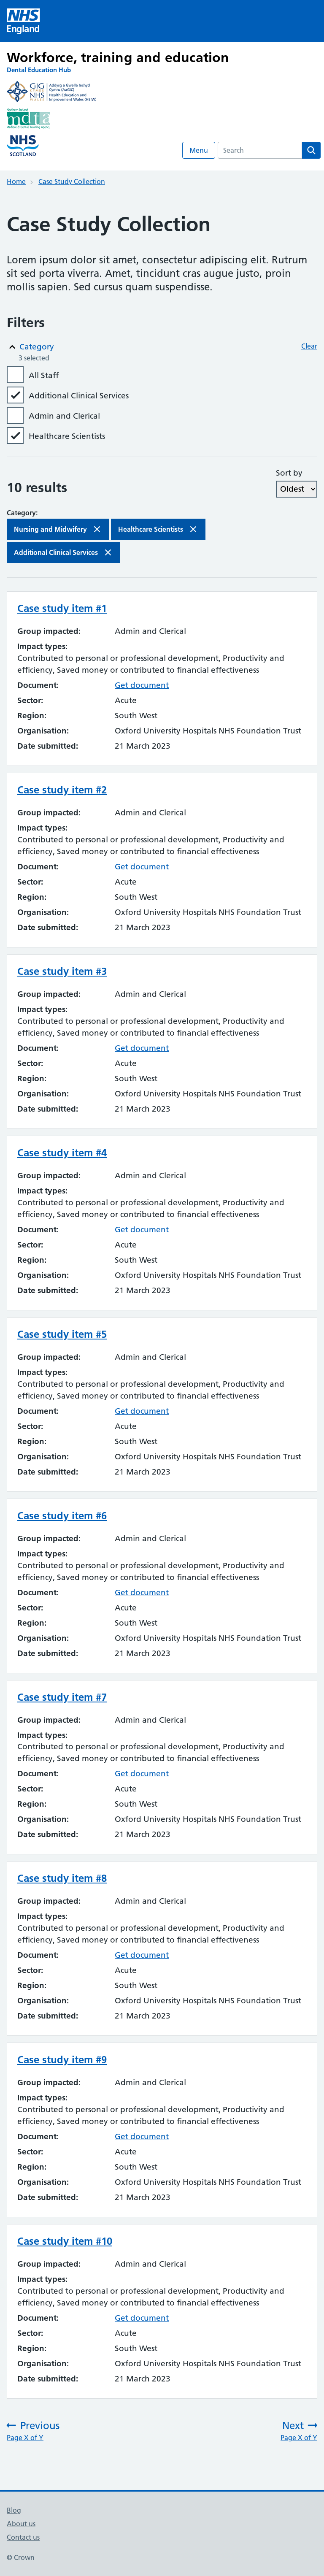 NHS
England
Workforce, training and education
Dental Education Hub
GIG
NHS
Addysg a Gwella Iechyd
Cymru (AaGIC)
Health Education and
Improvement Wales (HEIW)
mdta
NHS
SCOTLAND
Menu
Search
Home
Case Study Collection
Case Study Collection
Lorem ipsum dolor sit amet, consectetur adipiscing elit. Rutrum
sit sed porta viverra. Amet, tincidunt cras augue justo, proin
mollis sapien. Sed cursus quam suspendisse.
Filters
Category
Clear
3 selected
All Staff
Additional Clinical Services
Admin and Clerical
Healthcare Scientists
Sort by
10 results
Oldest
Category:
Nursing and Midwifery
Healthcare Scientists
Additional Clinical Services
Case study item #1
Group impacted: Admin and Clerical
Impact types:
Contributed to personal or professional development, Productivity and
efficiency, Saved money or contributed to financial effectiveness
Document: Get document
Sector: Acute
Region: South West
Organisation: Oxford University Hospitals NHS Foundation Trust
Date submitted: 21 March 2023
Case study item #2
Group impacted: Admin and Clerical
Impact types:
Contributed to personal or professional development, Productivity and
efficiency, Saved money or contributed to financial effectiveness
Document: Get document
Sector: Acute
Region: South West
Organisation: Oxford University Hospitals NHS Foundation Trust
Date submitted: 21 March 2023
Case study item #3
Group impacted: Admin and Clerical
Impact types:
Contributed to personal or professional development, Productivity and
efficiency, Saved money or contributed to financial effectiveness
Document: Get document
Sector: Acute
Region: South West
Organisation: Oxford University Hospitals NHS Foundation Trust
Date submitted: 21 March 2023
Case study item #4
Group impacted: Admin and Clerical
Impact types:
Contributed to personal or professional development, Productivity and
efficiency, Saved money or contributed to financial effectiveness
Document: Get document
Sector: Acute
Region: South West
Organisation: Oxford University Hospitals NHS Foundation Trust
Date submitted: 21 March 2023
Case study item #5
Group impacted: Admin and Clerical
Impact types:
Contributed to personal or professional development, Productivity and
efficiency, Saved money or contributed to financial effectiveness
Document: Get document
Sector: Acute
Region: South West
Organisation: Oxford University Hospitals NHS Foundation Trust
Date submitted: 21 March 2023
Case study item #6
Group impacted: Admin and Clerical
Impact types:
Contributed to personal or professional development, Productivity and
efficiency, Saved money or contributed to financial effectiveness
Document: Get document
Sector: Acute
Region: South West
Organisation: Oxford University Hospitals NHS Foundation Trust
Date submitted: 21 March 2023
Case study item #7
Group impacted: Admin and Clerical
Impact types:
Contributed to personal or professional development, Productivity and
efficiency, Saved money or contributed to financial effectiveness
Document: Get document
Sector: Acute
Region: South West
Organisation: Oxford University Hospitals NHS Foundation Trust
Date submitted: 21 March 2023
Case study item #8
Group impacted: Admin and Clerical
Impact types:
Contributed to personal or professional development, Productivity and
efficiency, Saved money or contributed to financial effectiveness
Document: Get document
Sector: Acute
Region: South West
Organisation: Oxford University Hospitals NHS Foundation Trust
Date submitted: 21 March 2023
Case study item #9
Group impacted: Admin and Clerical
Impact types:
Contributed to personal or professional development, Productivity and
efficiency, Saved money or contributed to financial effectiveness
Document: Get document
Sector: Acute
Region: South West
Organisation: Oxford University Hospitals NHS Foundation Trust
Date submitted: 21 March 2023
Case study item #10
Group impacted: Admin and Clerical
Impact types:
Contributed to personal or professional development, Productivity and
efficiency, Saved money or contributed to financial effectiveness
Document: Get document
Sector: Acute
Region: South West
Organisation: Oxford University Hospitals NHS Foundation Trust
Date submitted: 21 March 2023
Previous
Page X of Y
Next
Page X of Y
Blog
About us
Contact us
© Crown